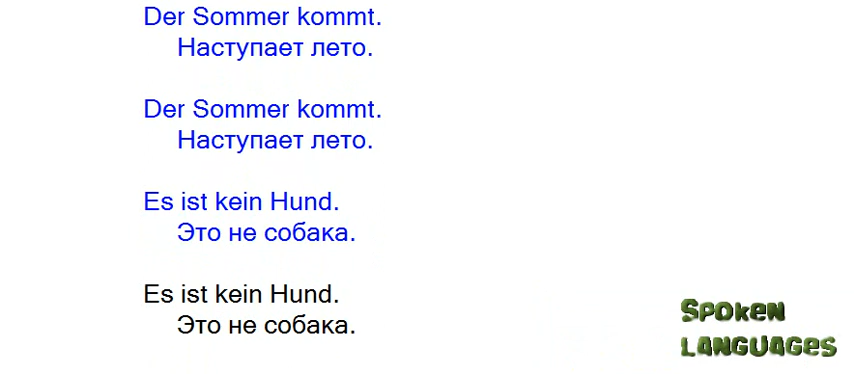 Der Sommer kommt.
Наступает лето.
Der Sommer kommt.
Наступает лето.
Es ist kein Hund.
Это не собака.
Es ist kein Hund.
Это не собака.
Spoken
Languages